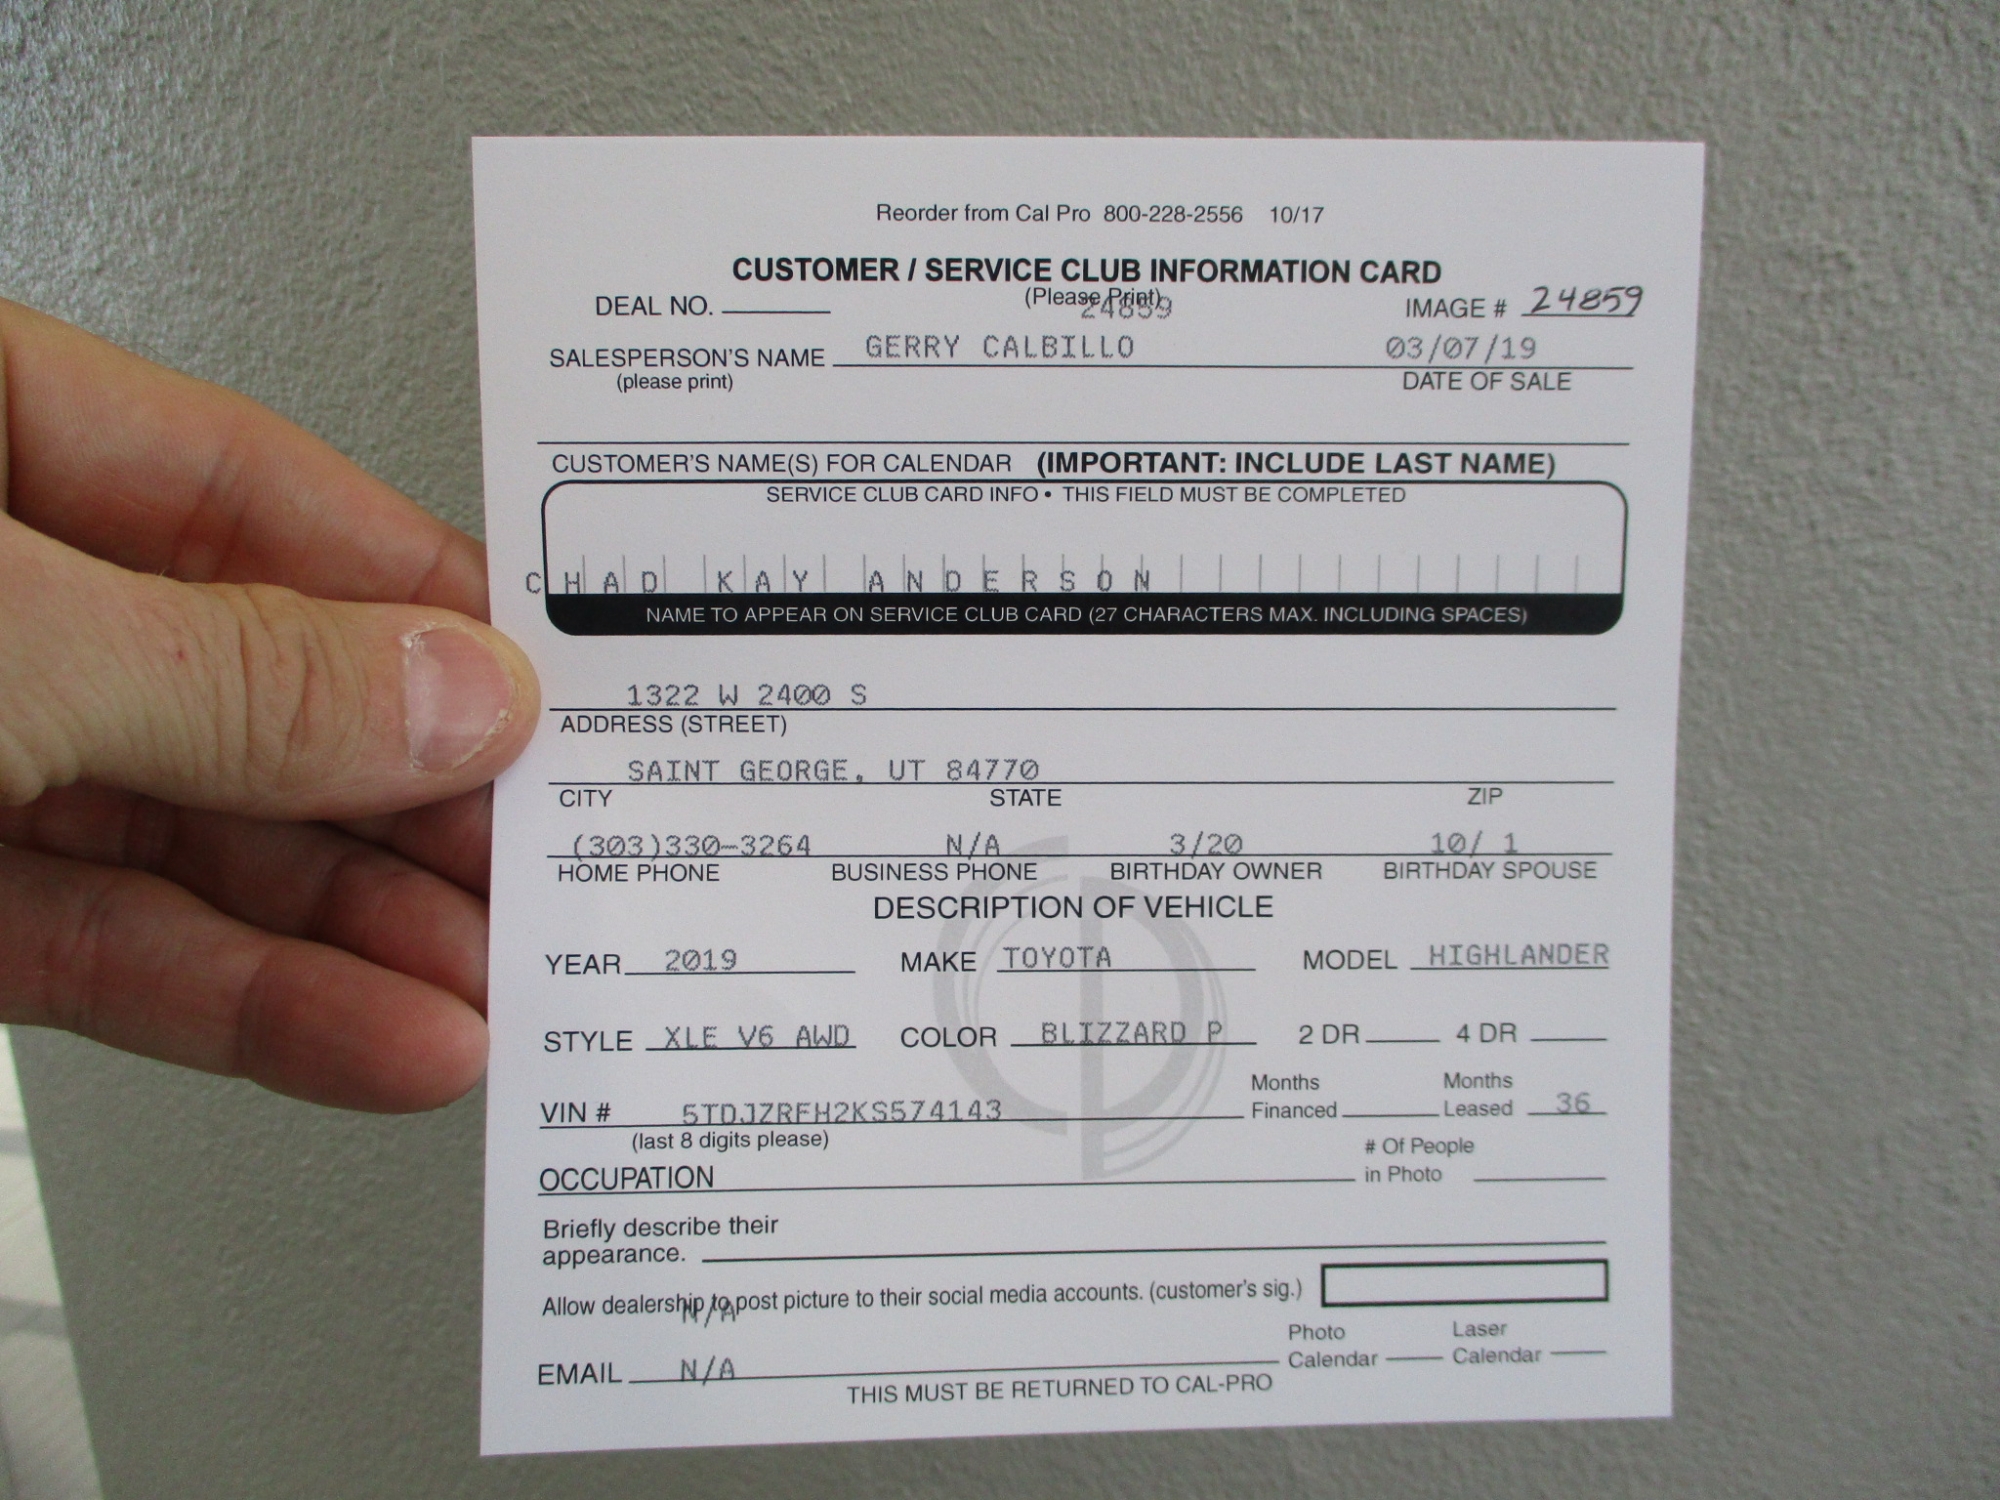 Reorder from Cal Pro 800-228-2556 10/17
CUSTOMER / SERVICE CLUB INFORMATION CARD
(Please Print)
24859
DEAL NO. IMAGE # 24859
SALESPERSON'S NAME GERRY CALBILLO 03/07/19
(please print) DATE OF SALE
CUSTOMER'S NAME(S) FOR CALENDAR (IMPORTANT: INCLUDE LAST NAME)
SERVICE CLUB CARD INFO • THIS FIELD MUST BE COMPLETED
CHAD KAY ANDERSON
NAME TO APPEAR ON SERVICE CLUB CARD (27 CHARACTERS MAX. INCLUDING SPACES)
1322 W 2400 S
ADDRESS (STREET)
SAINT GEORGE, UT 84770
CITY STATE ZIP
(303)330-3264 N/A 3/20 10/ 1
HOME PHONE BUSINESS PHONE BIRTHDAY OWNER BIRTHDAY SPOUSE
DESCRIPTION OF VEHICLE
YEAR 2019 MAKE TOYOTA MODEL HIGHLANDER
STYLE XLE V6 AWD COLOR BLIZZARD P 2 DR 4 DR
Months Months
VIN # 5TDJZRFH2KS574143 Financed Leased 36
(last 8 digits please)
# Of People
OCCUPATION in Photo
Briefly describe their
appearance.
Allow dealership to post picture to their social media accounts. (customer's sig.)
N/A
Photo Laser
Calendar Calendar
EMAIL N/A
THIS MUST BE RETURNED TO CAL-PRO